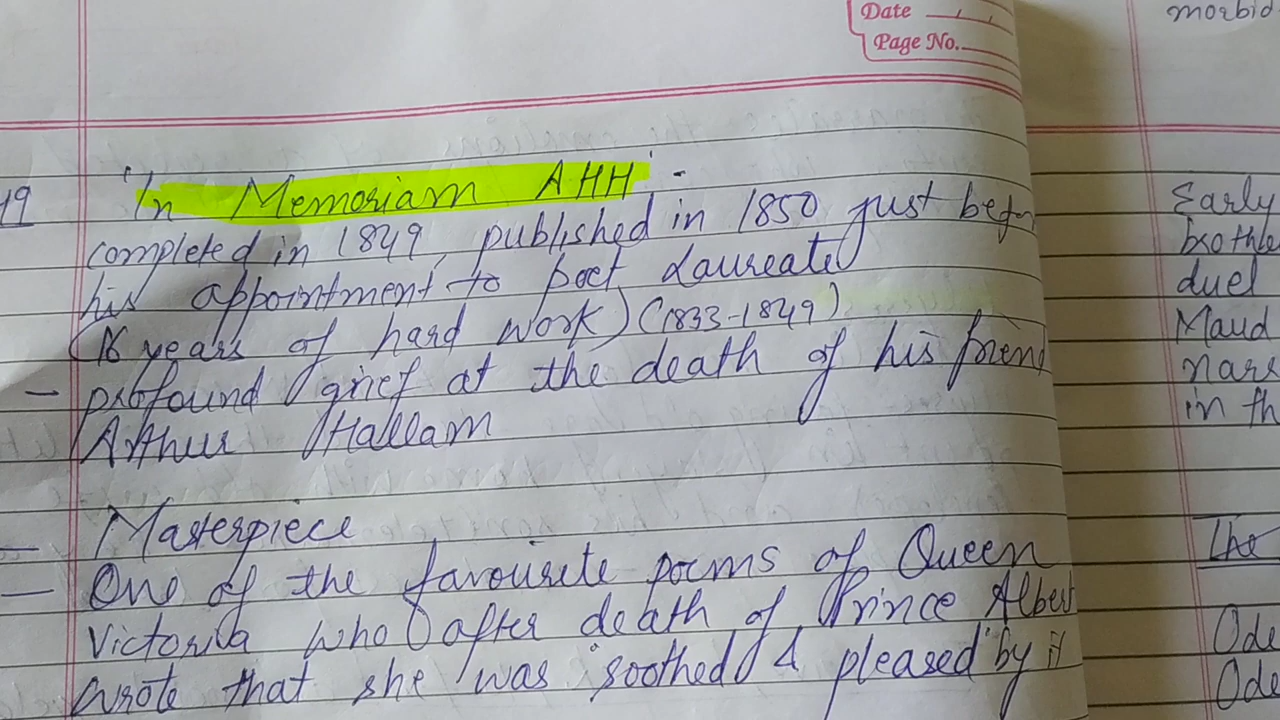 Date
Page No.
morbid
19
'In Memoriam AHH' -
completed in 1849, published in 1850 just
his appointment to poet Laureate
(16 years of hard work) (1833-1849)
- profound grief at the death of his friend
Arthur Hallam
- Masterpiece
- One of the favourite poems of Queen
Victoria who after death of Prince Albert
wrote that she was soothed & pleased by it
Early
duel
Maud
in th
The
Ode
Ode